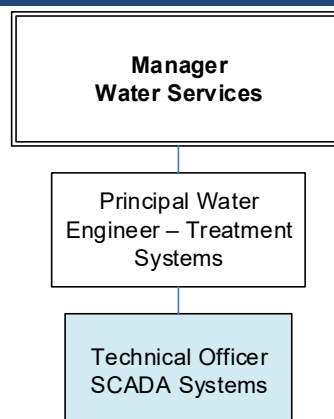 Manager
Water Services
Principal Water
Engineer – Treatment
Systems
Technical Officer
SCADA Systems